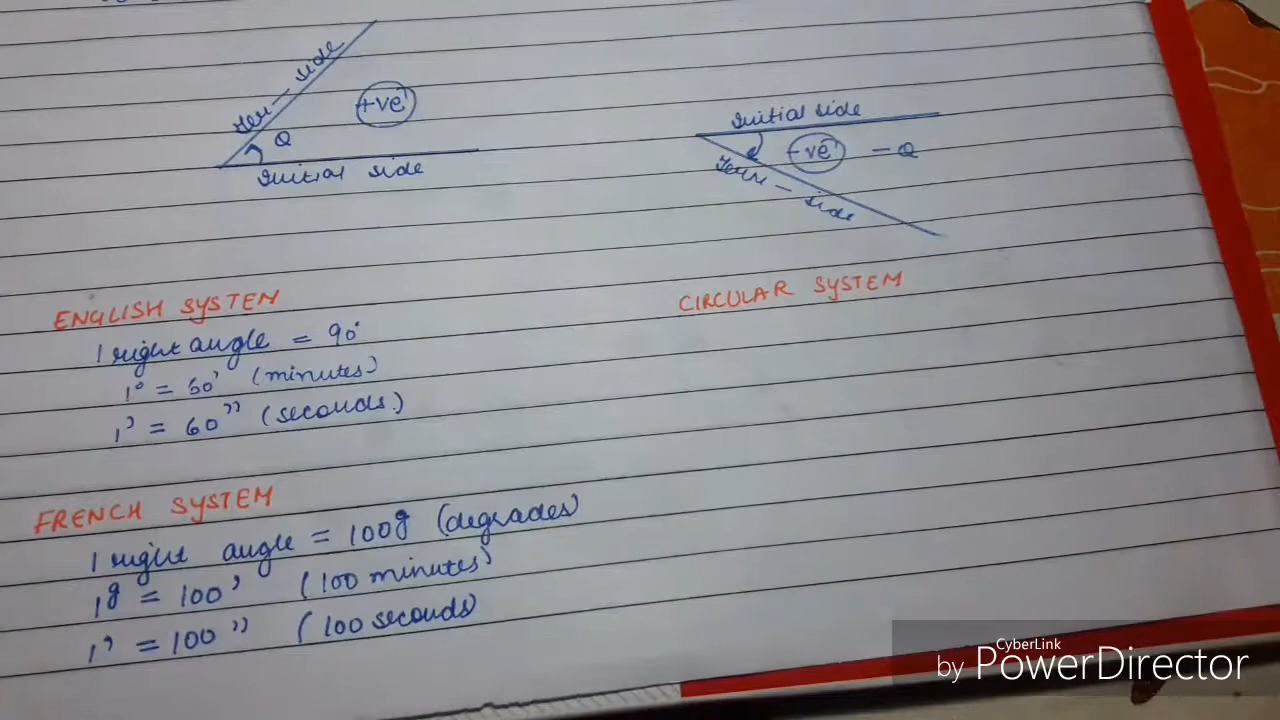 ter - side
+ve
Q
Initial side
Initial side
-ve - Q
Term - side
ENGLISH SYSTEM
1 right angle = 90°
1° = 60' (minutes)
1' = 60" (seconds)
CIRCULAR SYSTEM
FRENCH SYSTEM
1 right angle = 100g (degrades)
1g = 100' (100 minutes)
1' = 100" (100 seconds
CyberLink
by PowerDirector